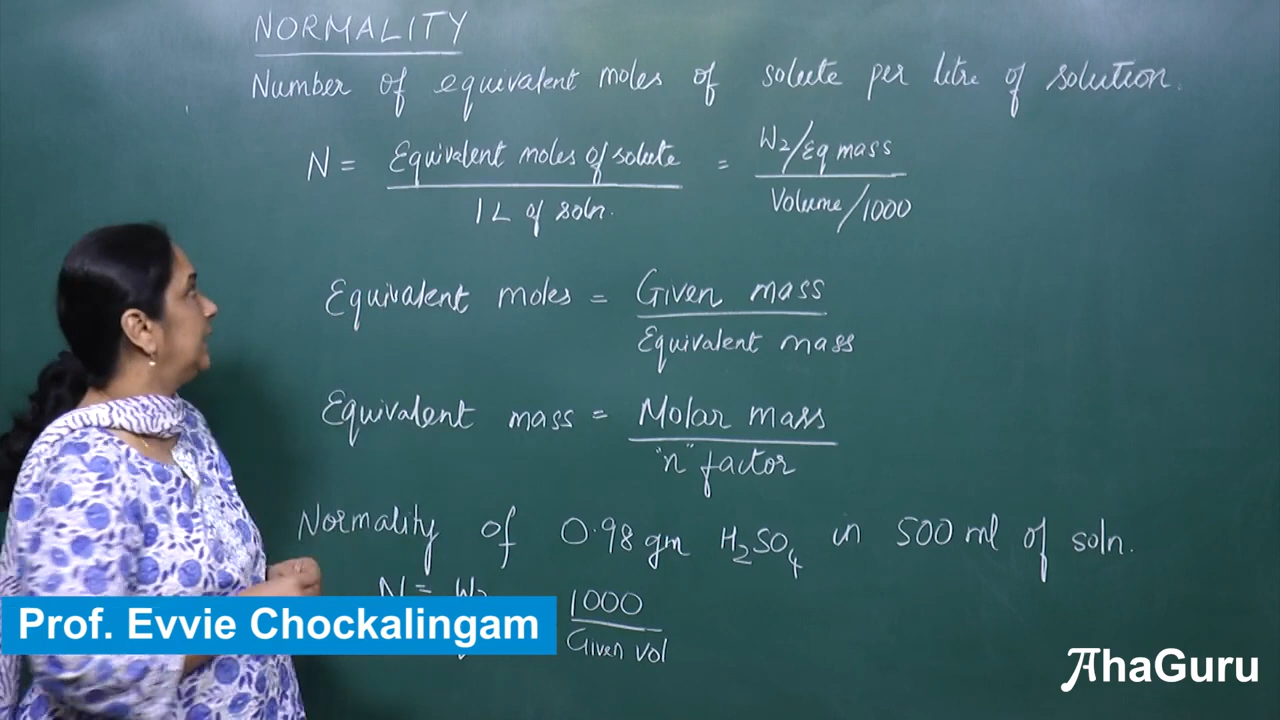 NORMALITY
Number of equivalent moles of solute per litre of solution.
N = Equivalent moles of solute / 1 L of soln. = W2/Eq mass / Volume/1000
Equivalent moles = Given mass / Equivalent mass
Equivalent mass = Molar mass / "n" factor
Normality of 0.98 gm H2SO4 in 500 ml of soln.
N = W2 1000 / Given vol
Prof. Evvie Chockalingam
AhaGuru